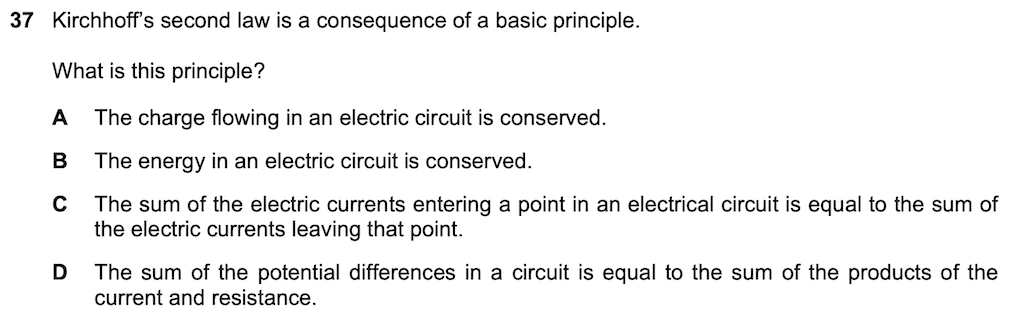 37 Kirchhoff's second law is a consequence of a basic principle.
What is this principle?
A The charge flowing in an electric circuit is conserved.
B The energy in an electric circuit is conserved.
C The sum of the electric currents entering a point in an electrical circuit is equal to the sum of
the electric currents leaving that point.
D The sum of the potential differences in a circuit is equal to the sum of the products of the
current and resistance.